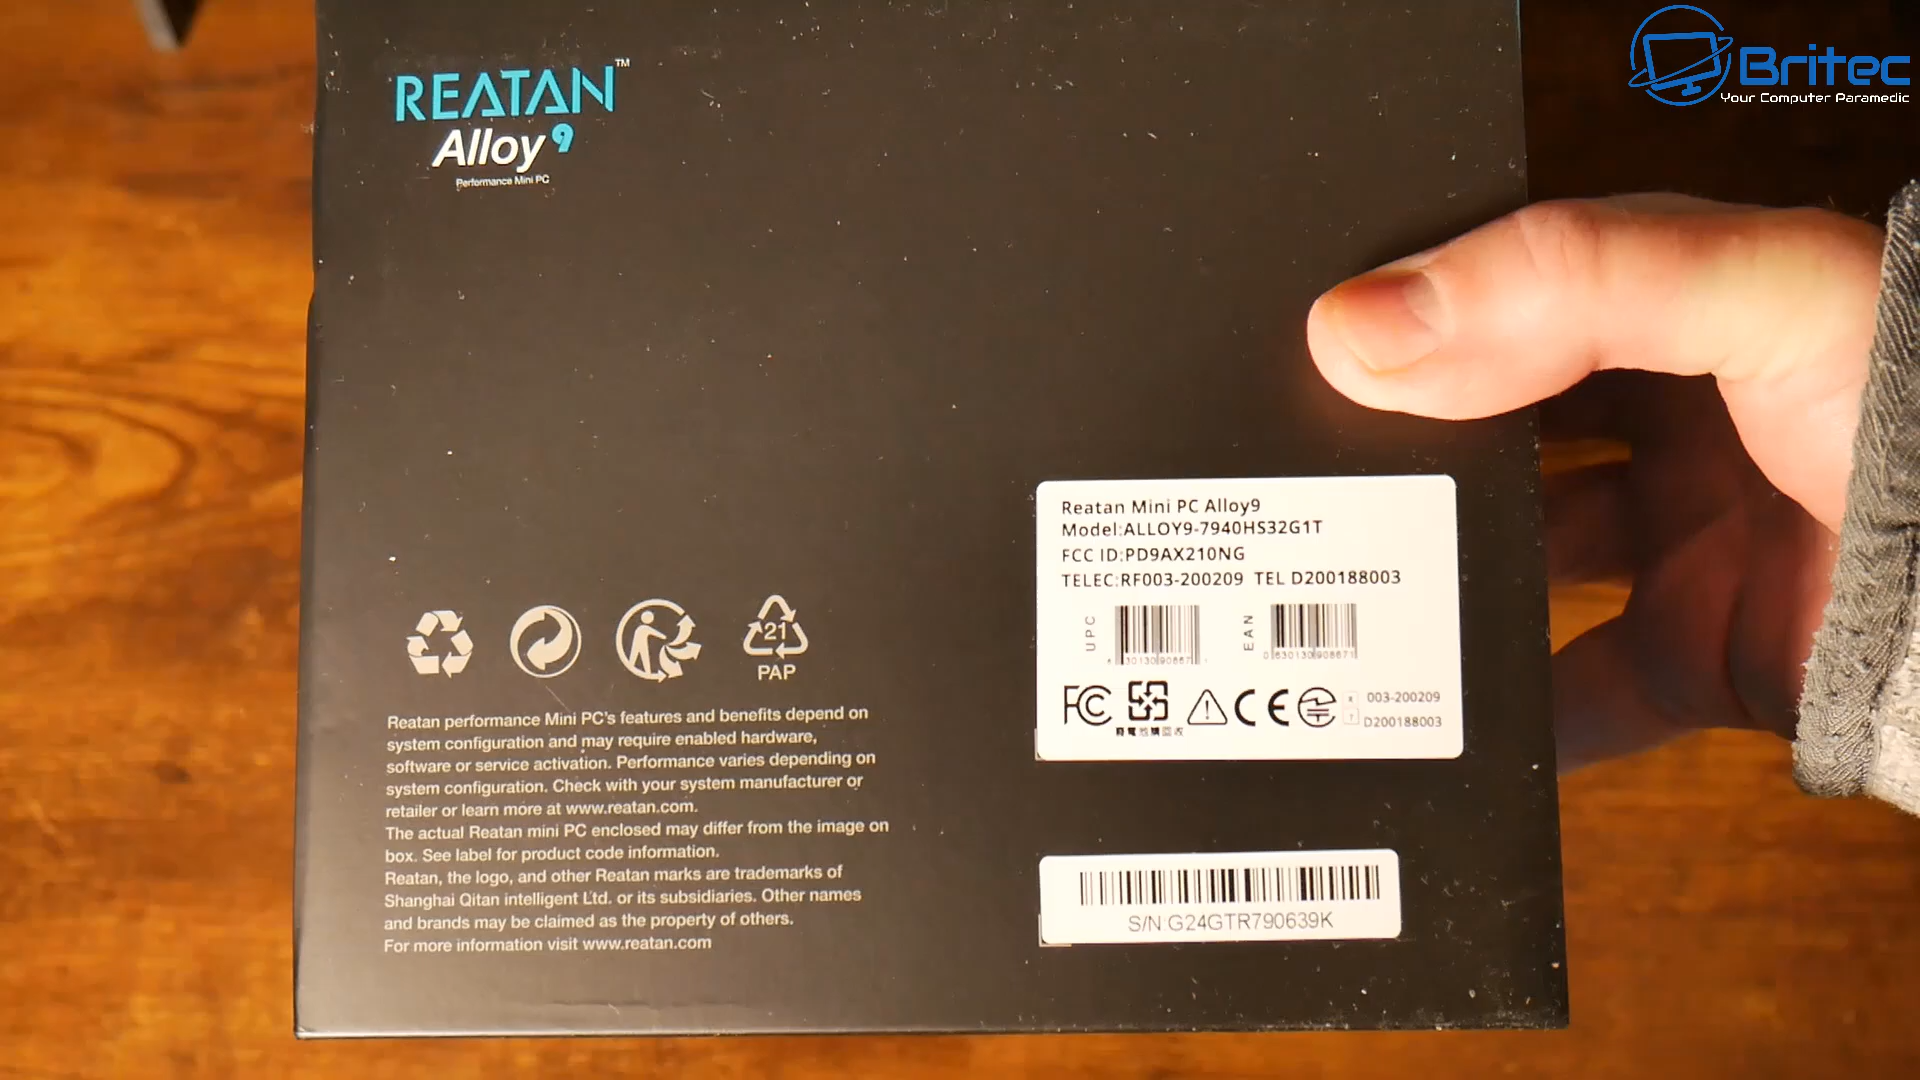 REATAN™
Alloy 9
Performance Mini PC
Britec
Your Computer Paramedic
Reatan Mini PC Alloy9
Model:ALLOY9-7940HS32G1T
FCC ID:PD9AX210NG
TELEC:RF003-200209 TEL D200188003
UPC
EAN
0 630130 908671
FC CE
003-200209
D200188003
21
PAP
Reatan performance Mini PC's features and benefits depend on
system configuration and may require enabled hardware,
software or service activation. Performance varies depending on
system configuration. Check with your system manufacturer or
retailer or learn more at www.reatan.com.
The actual Reatan mini PC enclosed may differ from the image on
box. See label for product code information.
Reatan, the logo, and other Reatan marks are trademarks of
Shanghai Qitan intelligent Ltd. or its subsidiaries. Other names
and brands may be claimed as the property of others.
For more information visit www.reatan.com
S/N:G24GTR790639K